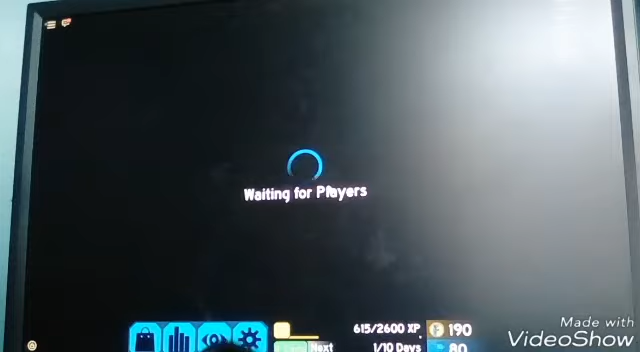 Waiting for Players
615/2600 XP
190
Next
1/10 Days
80
Made with
VideoShow